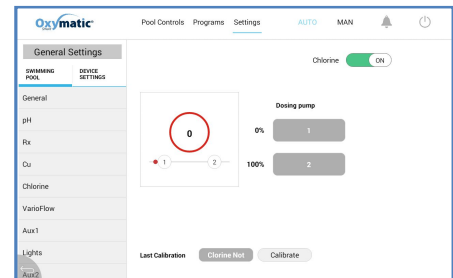 Oxymatic
Pool Controls Programs Settings AUTO MAN
General Settings
SWIMMING POOL
DEVICE SETTINGS
Chlorine ON
General
pH
Rx
Cu
Chlorine
VarioFlow
Aux1
Lights
Aux2
0
1 2
Dosing pump
0% 1
100% 2
Last Calibration Clorine Not Calibrate